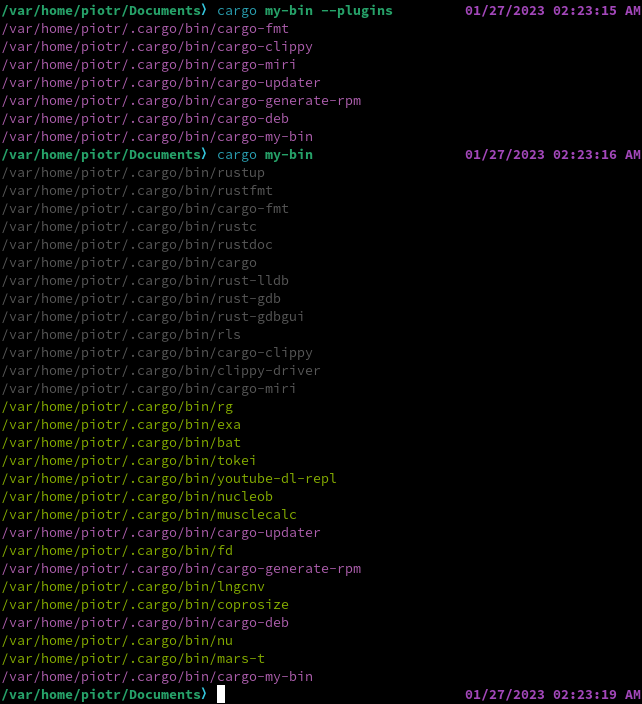 /var/home/piotr/Documents〉 cargo my-bin --plugins 01/27/2023 02:23:15 AM
/var/home/piotr/.cargo/bin/cargo-fmt
/var/home/piotr/.cargo/bin/cargo-clippy
/var/home/piotr/.cargo/bin/cargo-miri
/var/home/piotr/.cargo/bin/cargo-updater
/var/home/piotr/.cargo/bin/cargo-generate-rpm
/var/home/piotr/.cargo/bin/cargo-deb
/var/home/piotr/.cargo/bin/cargo-my-bin
/var/home/piotr/Documents〉 cargo my-bin 01/27/2023 02:23:16 AM
/var/home/piotr/.cargo/bin/rustup
/var/home/piotr/.cargo/bin/rustfmt
/var/home/piotr/.cargo/bin/cargo-fmt
/var/home/piotr/.cargo/bin/rustc
/var/home/piotr/.cargo/bin/rustdoc
/var/home/piotr/.cargo/bin/cargo
/var/home/piotr/.cargo/bin/rust-lldb
/var/home/piotr/.cargo/bin/rust-gdb
/var/home/piotr/.cargo/bin/rust-gdbgui
/var/home/piotr/.cargo/bin/rls
/var/home/piotr/.cargo/bin/cargo-clippy
/var/home/piotr/.cargo/bin/clippy-driver
/var/home/piotr/.cargo/bin/cargo-miri
/var/home/piotr/.cargo/bin/rg
/var/home/piotr/.cargo/bin/exa
/var/home/piotr/.cargo/bin/bat
/var/home/piotr/.cargo/bin/tokei
/var/home/piotr/.cargo/bin/youtube-dl-repl
/var/home/piotr/.cargo/bin/nucleob
/var/home/piotr/.cargo/bin/musclecalc
/var/home/piotr/.cargo/bin/cargo-updater
/var/home/piotr/.cargo/bin/fd
/var/home/piotr/.cargo/bin/cargo-generate-rpm
/var/home/piotr/.cargo/bin/lngcnv
/var/home/piotr/.cargo/bin/coprosize
/var/home/piotr/.cargo/bin/cargo-deb
/var/home/piotr/.cargo/bin/nu
/var/home/piotr/.cargo/bin/mars-t
/var/home/piotr/.cargo/bin/cargo-my-bin
/var/home/piotr/Documents〉 01/27/2023 02:23:19 AM